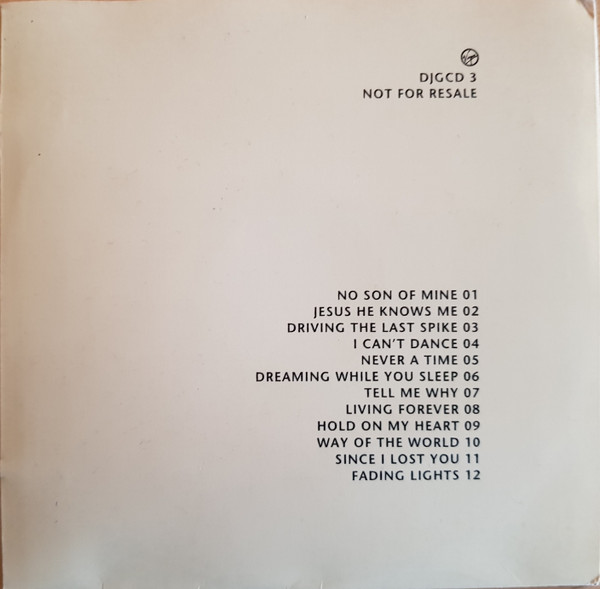 Virgin
DJGCD 3
NOT FOR RESALE
NO SON OF MINE 01
JESUS HE KNOWS ME 02
DRIVING THE LAST SPIKE 03
I CAN'T DANCE 04
NEVER A TIME 05
DREAMING WHILE YOU SLEEP 06
TELL ME WHY 07
LIVING FOREVER 08
HOLD ON MY HEART 09
WAY OF THE WORLD 10
SINCE I LOST YOU 11
FADING LIGHTS 12